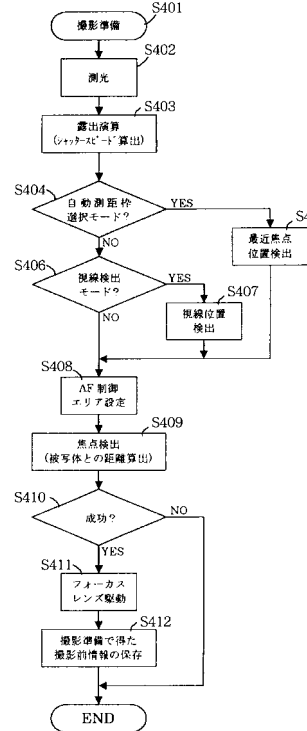 S401
撮影準備
S402
測光
S403
露出演算
(シャッタースピード算出)
S404
自動測距枠
選択モード?
YES
NO
最近焦点
位置検出
S406
視線検出
モード?
YES
NO
S407
視線位置
検出
S408
AF制御
エリア設定
S409
焦点検出
(被写体との距離算出)
S410
成功?
NO
YES
S411
フォーカス
レンズ駆動
S412
撮影準備で得た
撮影前情報の保存
END